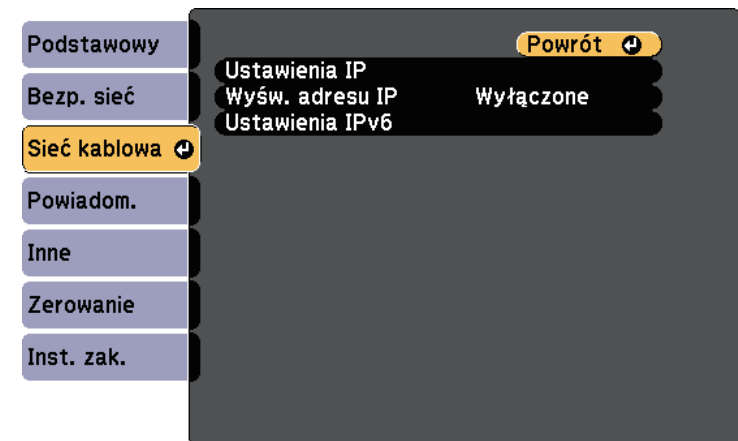 Podstawowy
Bezp. sieć
Sieć kablowa
Powiadom.
Inne
Zerowanie
Inst. zak.
Powrót
Ustawienia IP
Wyśw. adresu IP Wyłączone
Ustawienia IPv6